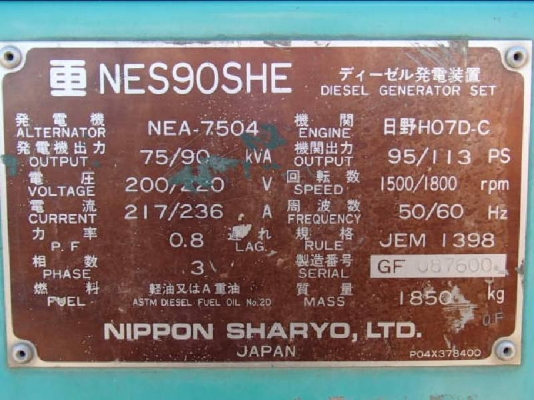 重 NES90SHE ディーゼル発電装置
DIESEL GENERATOR SET
発電機 機関
ALTERNATOR NEA-7504 ENGINE 日野H07D-C
発電機出力 機関出力
OUTPUT 75/90 kVA OUTPUT 95/113 PS
電圧 回転数
VOLTAGE 200/220 V SPEED 1500/1800 rpm
電流 周波数
CURRENT 217/236 A FREQUENCY 50/60 Hz
力率 遅れ 規格
P.F 0.8 LAG. RULE JEM 1398
相数 製造番号
PHASE 3 SERIAL GF 087600
燃料 軽油又はA重油 質量
FUEL ASTM DIESEL FUEL OIL No.2D MASS 1850 kg
NIPPON SHARYO, LTD.
JAPAN
P04X378400